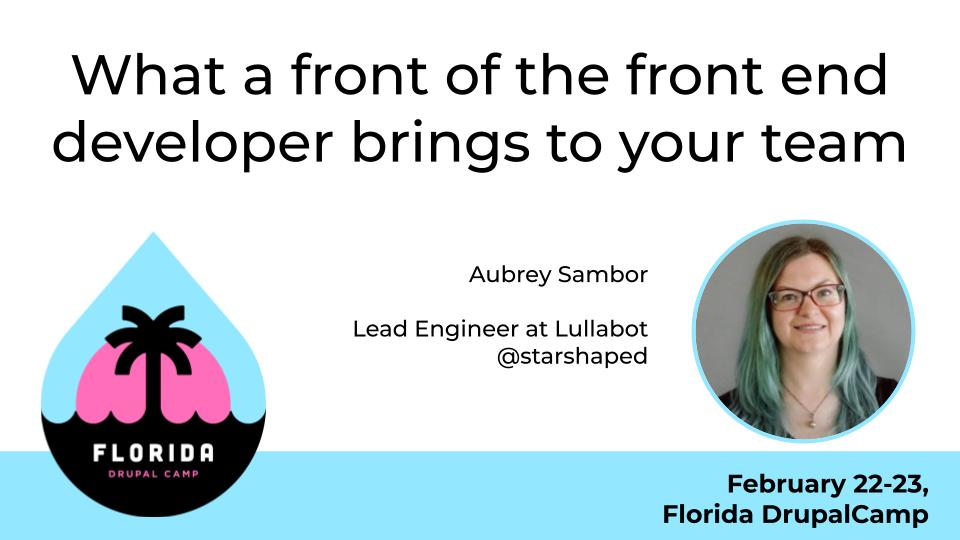 What a front of the front end
developer brings to your team
Aubrey Sambor
Lead Engineer at Lullabot
@starshaped
FLORIDA
DRUPAL CAMP
February 22-23,
Florida DrupalCamp